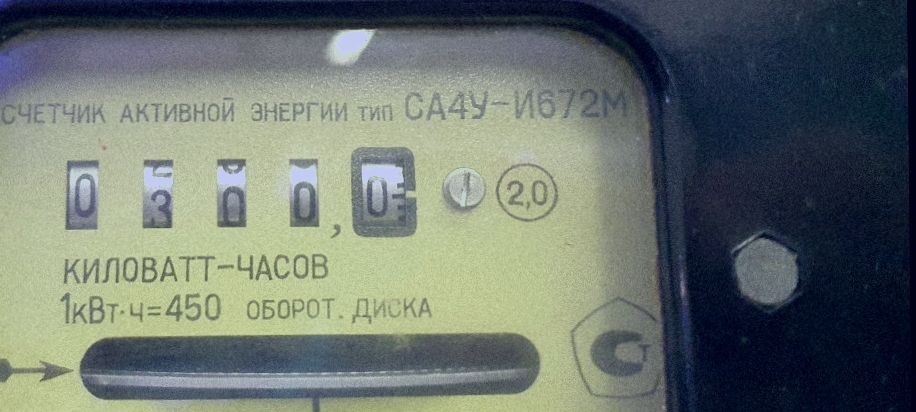 СЧЕТЧИК АКТИВНОЙ ЭНЕРГИИ тип СА4У-И672М
0 3 0 0 0 , 0 2,0
КИЛОВАТТ-ЧАСОВ
1кВт·ч=450 ОБОРОТ. ДИСКА